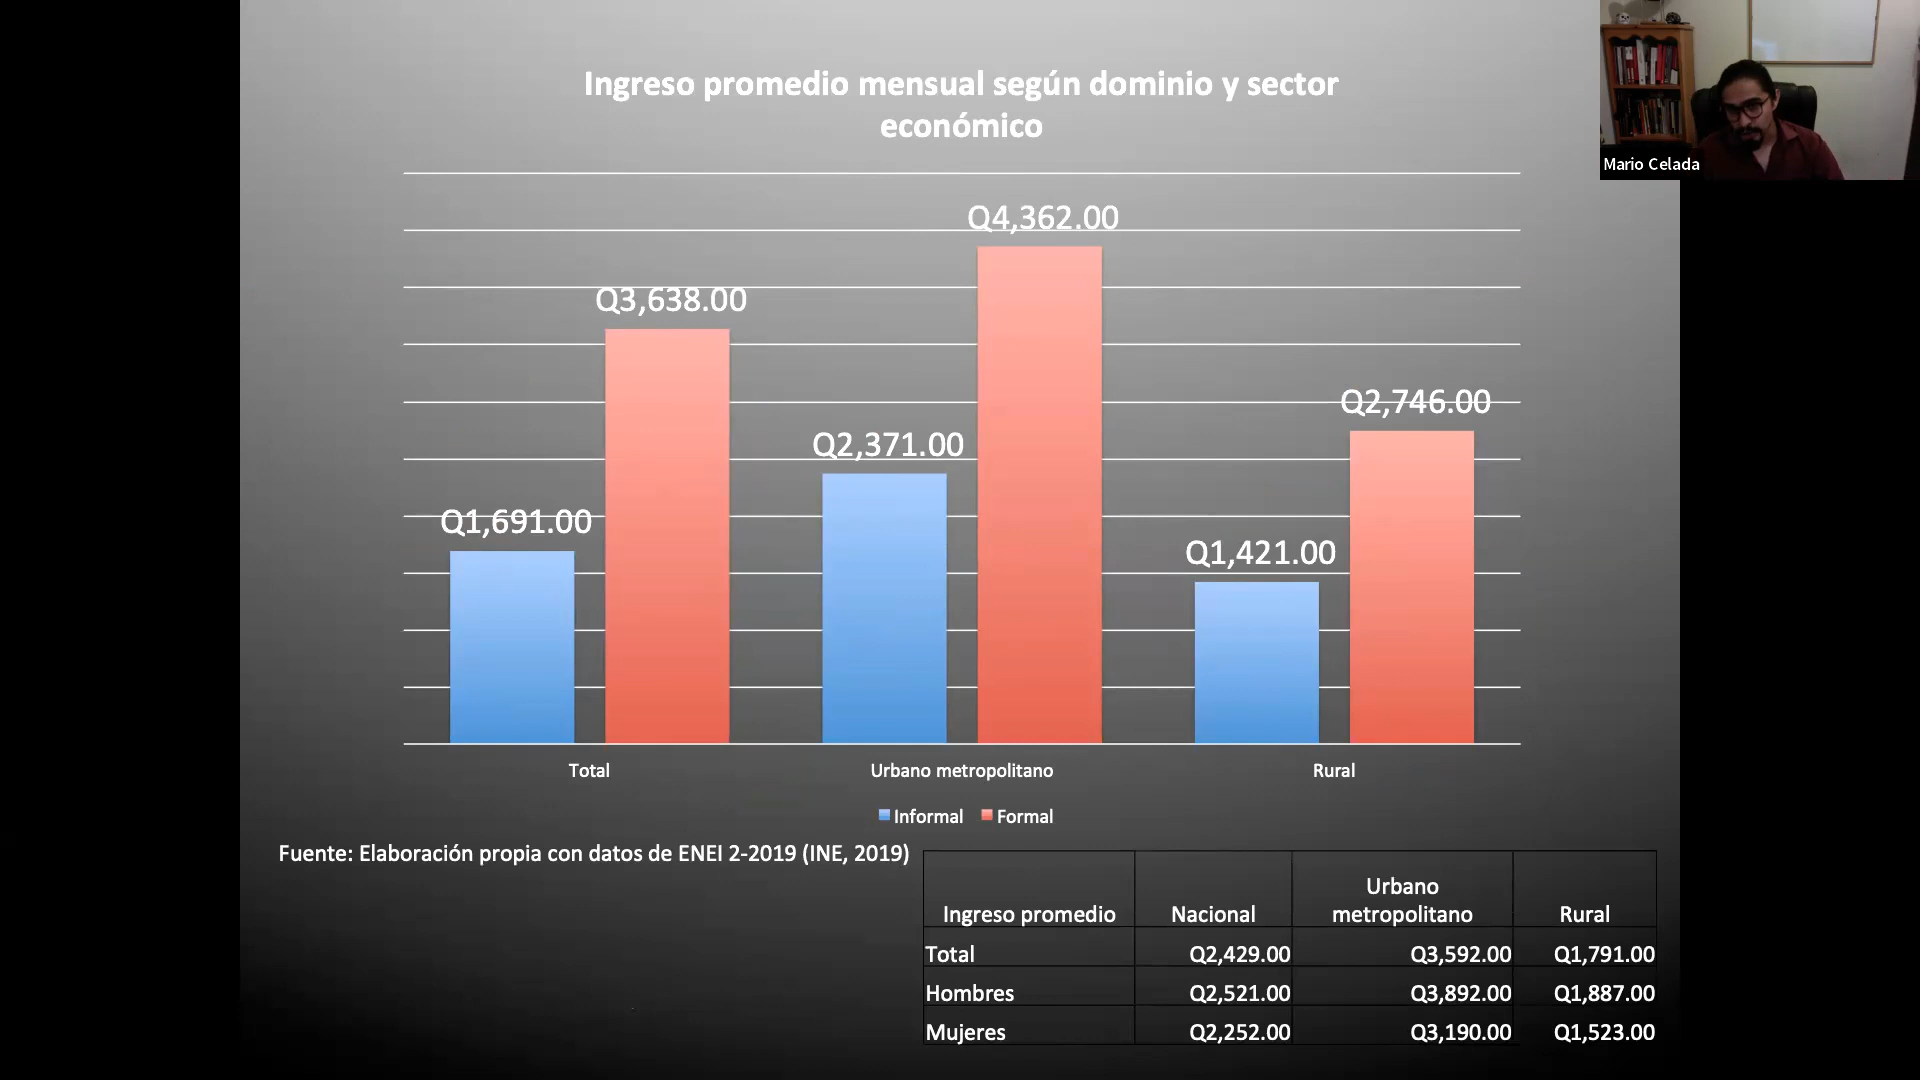 Ingreso promedio mensual según dominio y sector
económico
Mario Celada
Q4,362.00
Q3,638.00
Q2,746.00
Q2,371.00
Q1,691.00
Q1,421.00
Total
Urbano metropolitano
Rural
Informal
Formal
Fuente: Elaboración propia con datos de ENEI 2-2019 (INE, 2019)
Ingreso promedio Nacional Urbano metropolitano Rural
Total Q2,429.00 Q3,592.00 Q1,791.00
Hombres Q2,521.00 Q3,892.00 Q1,887.00
Mujeres Q2,252.00 Q3,190.00 Q1,523.00